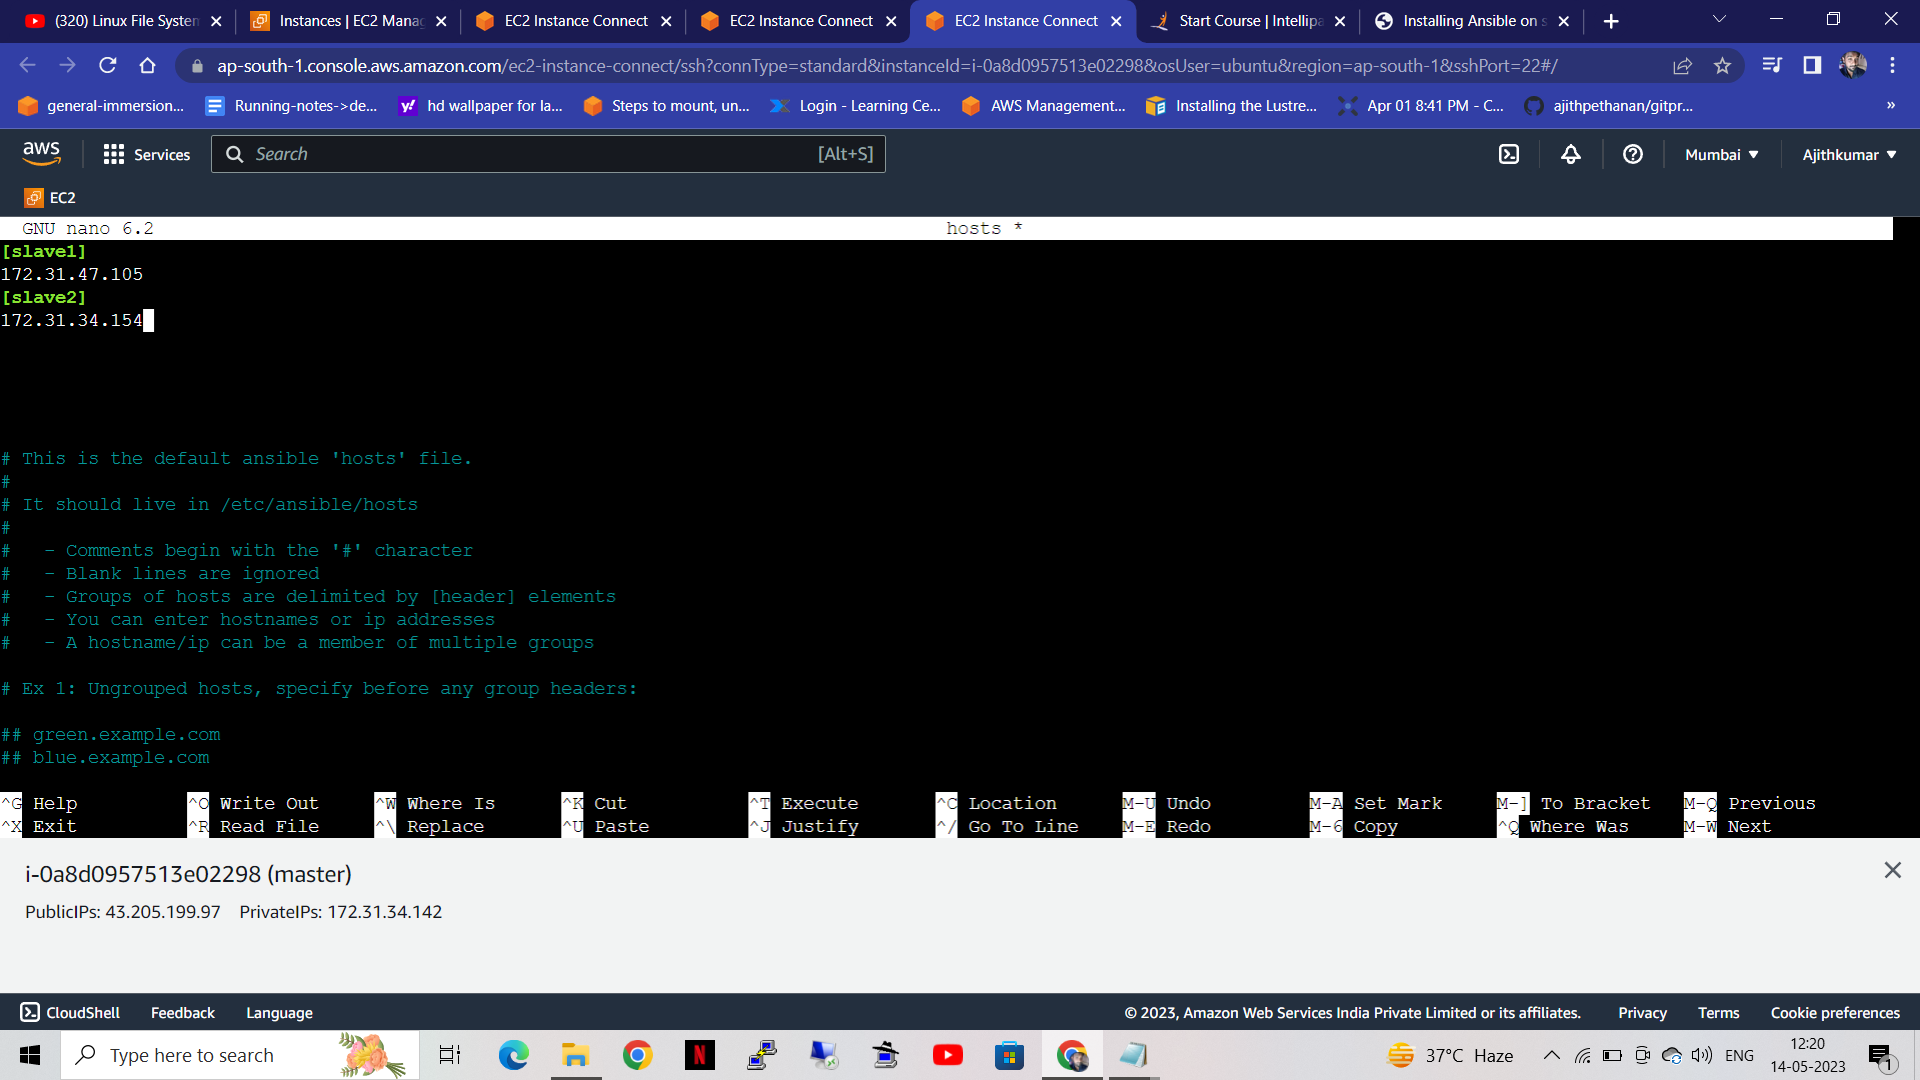 (320) Linux File System
Instances | EC2 Manag
EC2 Instance Connect
EC2 Instance Connect
EC2 Instance Connect
Start Course | Intellipa
Installing Ansible on s
ap-south-1.console.aws.amazon.com/ec2-instance-connect/ssh?connType=standard&instanceId=i-0a8d0957513e02298&osUser=ubuntu&region=ap-south-1&sshPort=22#/
general-immersion...
Running-notes->de...
hd wallpaper for la...
Steps to mount, un...
Login - Learning Ce...
AWS Management...
Installing the Lustre...
Apr 01 8:41 PM - C...
ajithpethanan/gitpr...
»
aws
Services
Search
[Alt+S]
Mumbai
Ajithkumar
EC2
GNU nano 6.2
hosts *
[slave1]
172.31.47.105
[slave2]
172.31.34.154
# This is the default ansible 'hosts' file.
#
# It should live in /etc/ansible/hosts
#
#   - Comments begin with the '#' character
#   - Blank lines are ignored
#   - Groups of hosts are delimited by [header] elements
#   - You can enter hostnames or ip addresses
#   - A hostname/ip can be a member of multiple groups
# Ex 1: Ungrouped hosts, specify before any group headers:
## green.example.com
## blue.example.com
^G Help ^O Write Out ^W Where Is ^K Cut ^T Execute ^C Location M-U Undo M-A Set Mark M-] To Bracket M-Q Previous
^X Exit ^R Read File ^\ Replace ^U Paste ^J Justify ^/ Go To Line M-E Redo M-6 Copy ^Q Where Was M-W Next
i-0a8d0957513e02298 (master)
PublicIPs: 43.205.199.97 PrivateIPs: 172.31.34.142
CloudShell
Feedback
Language
© 2023, Amazon Web Services India Private Limited or its affiliates.
Privacy
Terms
Cookie preferences
Type here to search
37°C Haze
ENG
12:20
14-05-2023
1